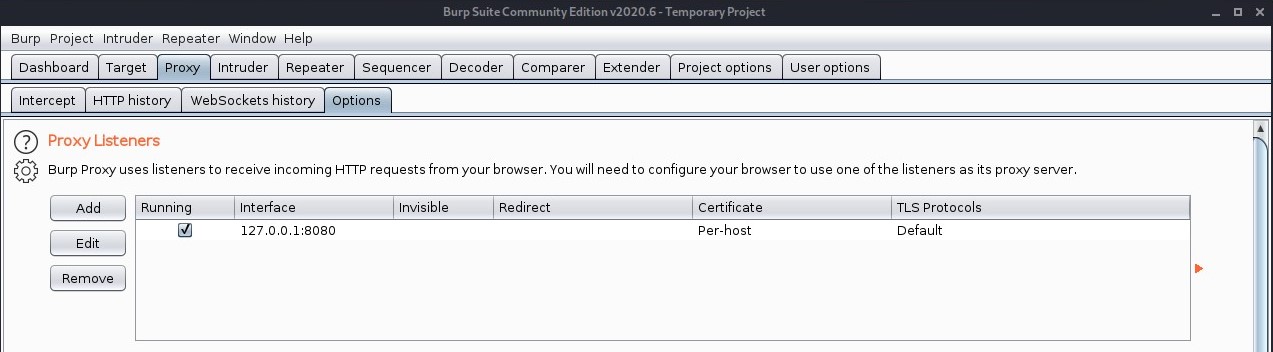 Burp Suite Community Edition v2020.6 - Temporary Project
Burp Project Intruder Repeater Window Help
Dashboard Target Proxy Intruder Repeater Sequencer Decoder Comparer Extender Project options User options
Intercept HTTP history WebSockets history Options
? Proxy Listeners
Burp Proxy uses listeners to receive incoming HTTP requests from your browser. You will need to configure your browser to use one of the listeners as its proxy server.
Add Running Interface Invisible Redirect Certificate TLS Protocols
127.0.0.1:8080 Per-host Default
Edit
Remove